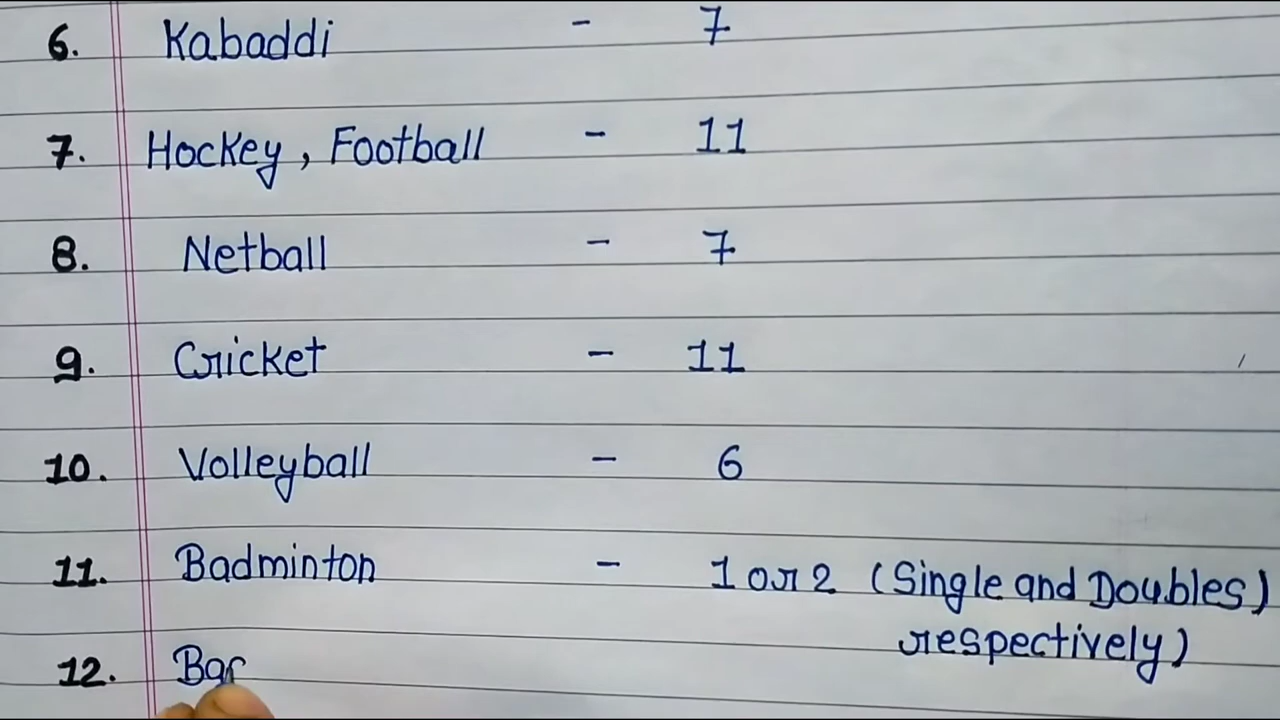 6. Kabaddi - 7
7. Hockey, Football - 11
8. Netball - 7
9. Cricket - 11
10. Volleyball - 6
11. Badminton - 1 or 2 (Single and Doubles)
respectively)
12.